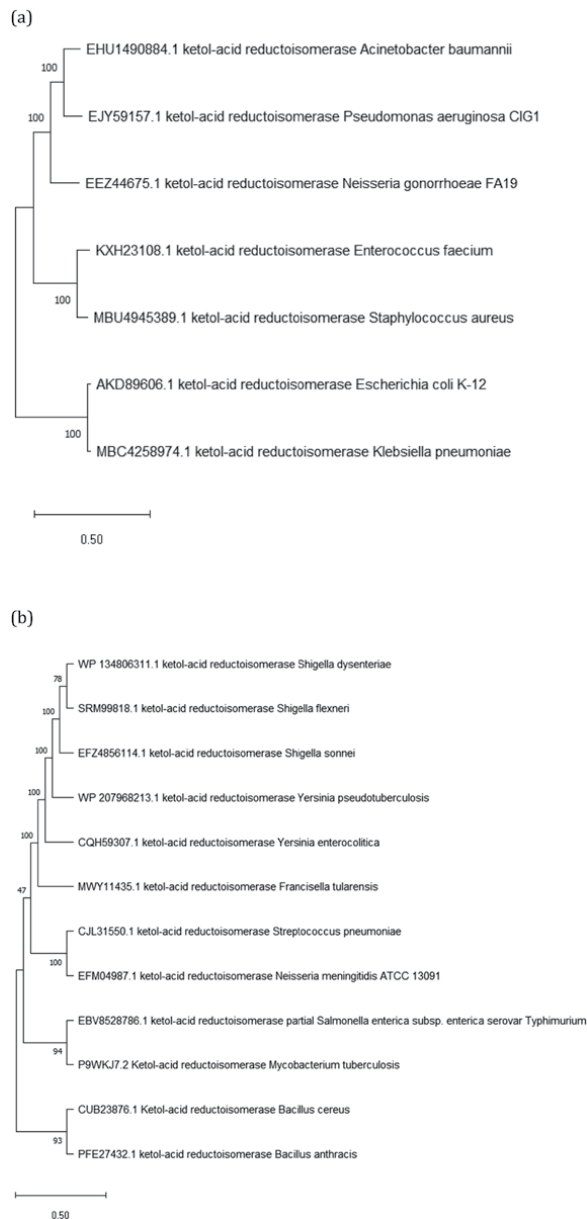 (a)
EHU1490884.1 ketol-acid reductoisomerase Acinetobacter baumannii
100
100
EJY59157.1 ketol-acid reductoisomerase Pseudomonas aeruginosa CIG1
EEZ44675.1 ketol-acid reductoisomerase Neisseria gonorrhoeae FA19
KXH23108.1 ketol-acid reductoisomerase Enterococcus faecium
100
MBU4945389.1 ketol-acid reductoisomerase Staphylococcus aureus
AKD89606.1 ketol-acid reductoisomerase Escherichia coli K-12
100
MBC4258974.1 ketol-acid reductoisomerase Klebsiella pneumoniae
0.50
(b)
WP 134806311.1 ketol-acid reductoisomerase Shigella dysenteriae
78
SRM99818.1 ketol-acid reductoisomerase Shigella flexneri
100
EFZ4856114.1 ketol-acid reductoisomerase Shigella sonnei
100
WP 207968213.1 ketol-acid reductoisomerase Yersinia pseudotuberculosis
100
CQH59307.1 ketol-acid reductoisomerase Yersinia enterocolitica
100
MWY11435.1 ketol-acid reductoisomerase Francisella tularensis
47
CJL31550.1 ketol-acid reductoisomerase Streptococcus pneumoniae
100
EFM04987.1 ketol-acid reductoisomerase Neisseria meningitidis ATCC 13091
EBV8528786.1 ketol-acid reductoisomerase partial Salmonella enterica subsp. enterica serovar Typhimurium
94
P9WKJ7.2 Ketol-acid reductoisomerase Mycobacterium tuberculosis
CUB23876.1 Ketol-acid reductoisomerase Bacillus cereus
93
PFE27432.1 ketol-acid reductoisomerase Bacillus anthracis
0.50